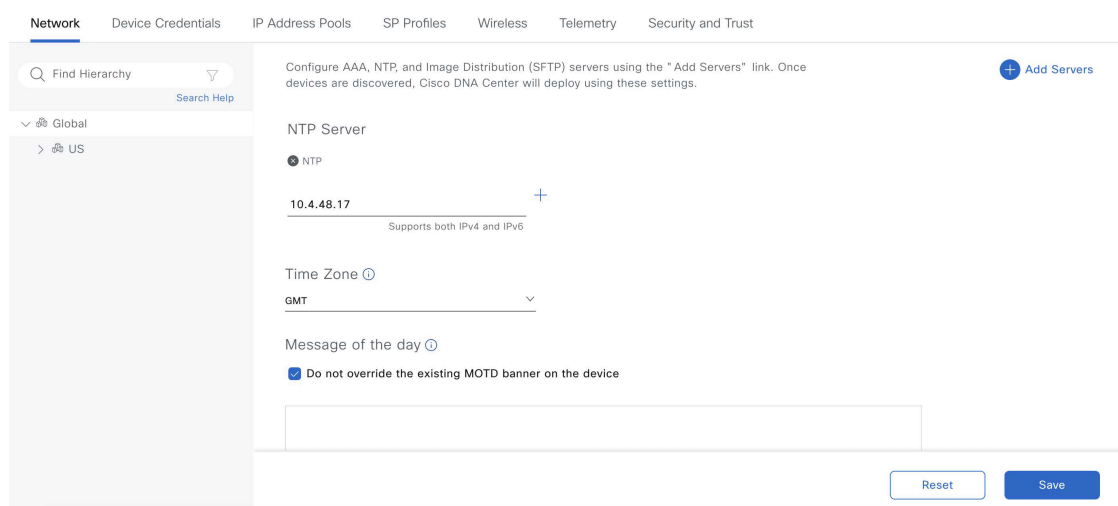 Network Device Credentials IP Address Pools SP Profiles Wireless Telemetry Security and Trust
Find Hierarchy
Search Help
Global
US
Configure AAA, NTP, and Image Distribution (SFTP) servers using the "Add Servers" link. Once
devices are discovered, Cisco DNA Center will deploy using these settings.
Add Servers
NTP Server
NTP
10.4.48.17
Supports both IPv4 and IPv6
Time Zone
GMT
Message of the day
Do not override the existing MOTD banner on the device
Reset Save